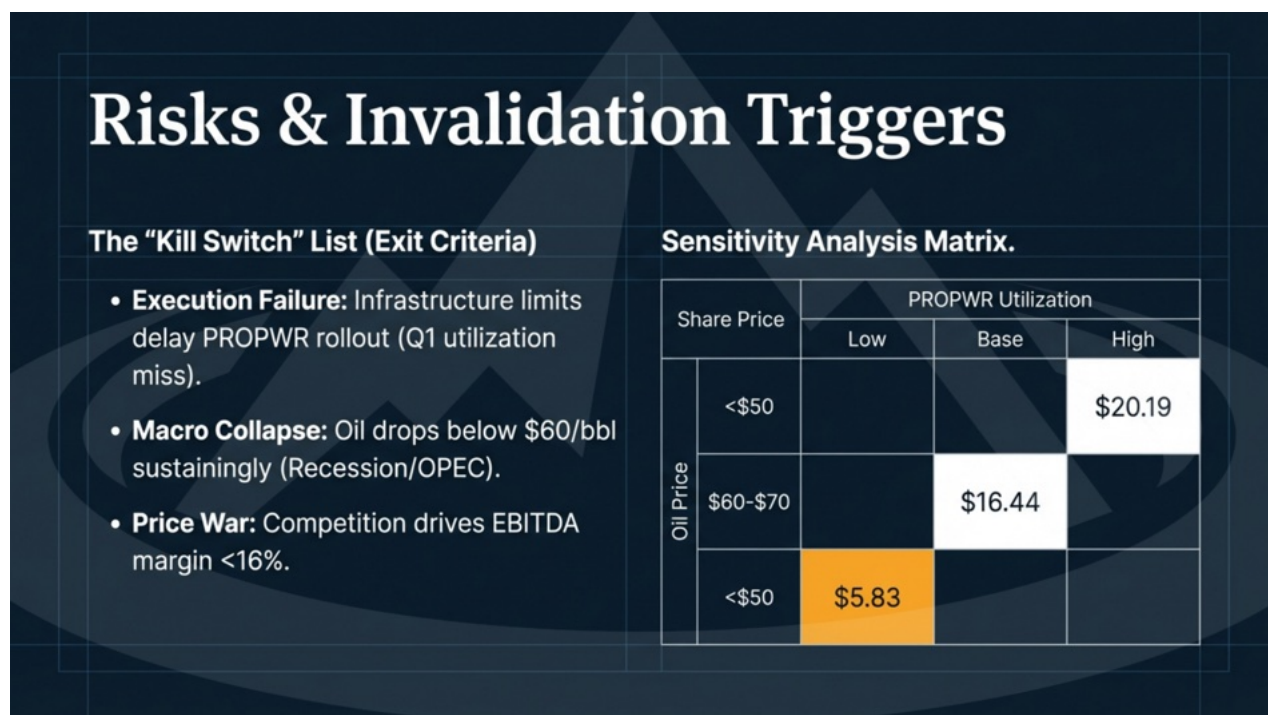 Risks & Invalidation Triggers
The “Kill Switch” List (Exit Criteria)
• Execution Failure: Infrastructure limits
delay PROPWR rollout (Q1 utilization
miss).
• Macro Collapse: Oil drops below $60/bbl
sustainingly (Recession/OPEC).
• Price War: Competition drives EBITDA
margin <16%.
Sensitivity Analysis Matrix.
Share Price
PROPWR Utilization
Low Base High
Oil Price
<$50 $20.19
$60-$70 $16.44
<$50 $5.83